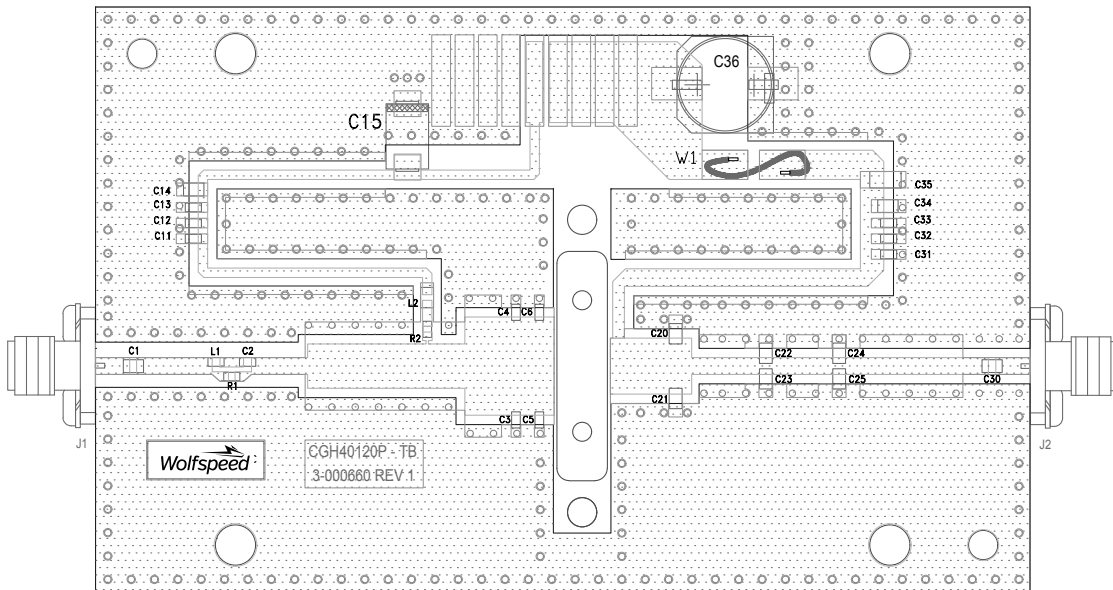 C36
C15
W1
C14
C13
C12
C11
C35
C34
C33
C32
C31
L2
R2
C4 C6
C20
C1
L1 C2
R1
C22 C24
C23 C25
C30
C21
C3 C5
J1
J2
Wolfspeed
CGH40120P - TB
3-000660 REV 1